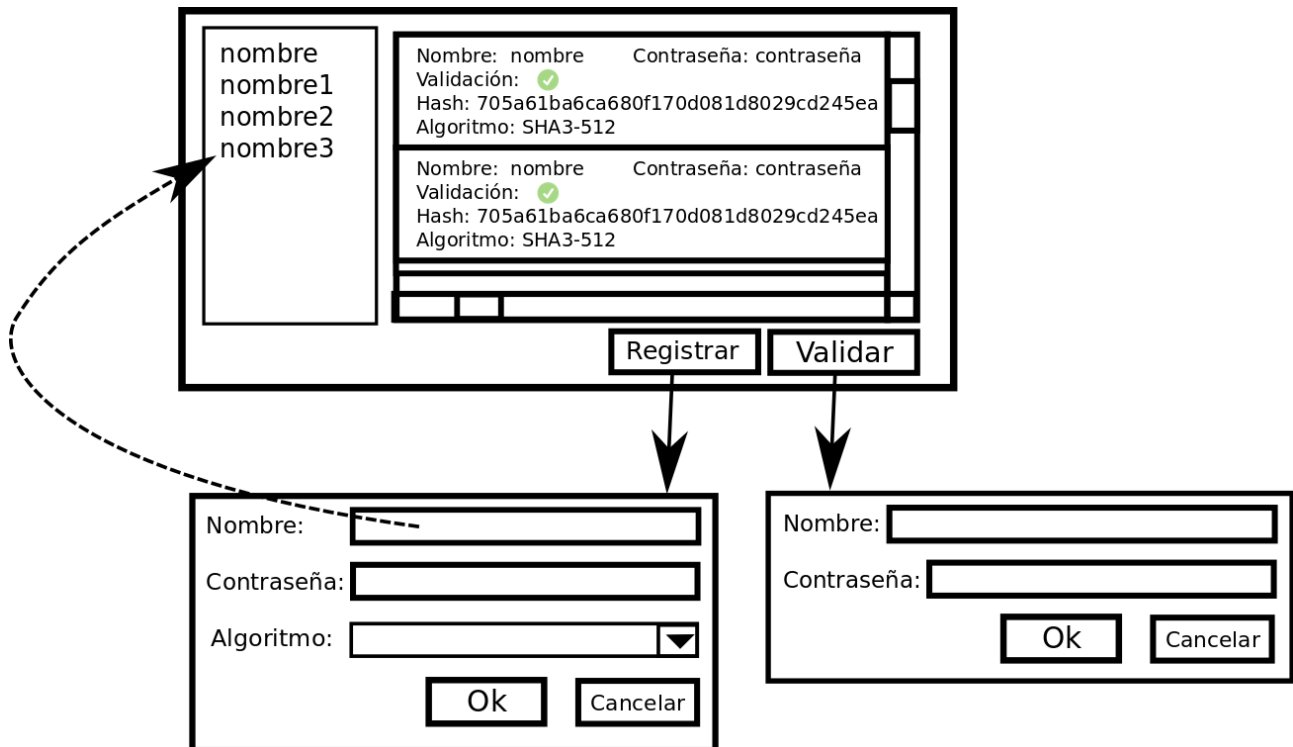 nombre
nombre1
nombre2
nombre3
Nombre: nombre Contraseña: contraseña
Validación:
Hash: 705a61ba6ca680f170d081d8029cd245ea
Algoritmo: SHA3-512
Nombre: nombre Contraseña: contraseña
Validación:
Hash: 705a61ba6ca680f170d081d8029cd245ea
Algoritmo: SHA3-512
Registrar
Validar
Nombre:
Contraseña:
Algoritmo:
Ok
Cancelar
Nombre:
Contraseña:
Ok
Cancelar